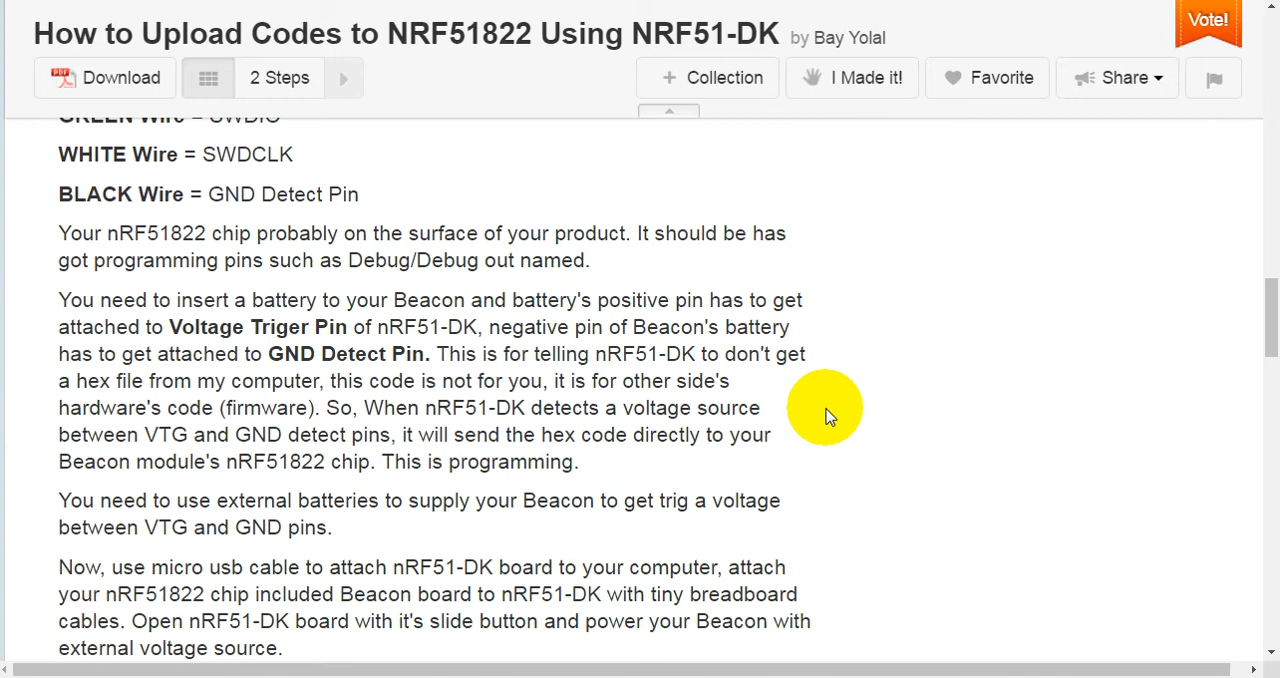 How to Upload Codes to NRF51822 Using NRF51-DK by Bay Yolal
Vote!
PDF Download
2 Steps
+ Collection
I Made it!
Favorite
Share
GREEN Wire = SWDIO
WHITE Wire = SWDCLK
BLACK Wire = GND Detect Pin
Your nRF51822 chip probably on the surface of your product. It should be has
got programming pins such as Debug/Debug out named.
You need to insert a battery to your Beacon and battery's positive pin has to get
attached to Voltage Triger Pin of nRF51-DK, negative pin of Beacon's battery
has to get attached to GND Detect Pin. This is for telling nRF51-DK to don't get
a hex file from my computer, this code is not for you, it is for other side's
hardware's code (firmware). So, When nRF51-DK detects a voltage source
between VTG and GND detect pins, it will send the hex code directly to your
Beacon module's nRF51822 chip. This is programming.
You need to use external batteries to supply your Beacon to get trig a voltage
between VTG and GND pins.
Now, use micro usb cable to attach nRF51-DK board to your computer, attach
your nRF51822 chip included Beacon board to nRF51-DK with tiny breadboard
cables. Open nRF51-DK board with it's slide button and power your Beacon with
external voltage source.